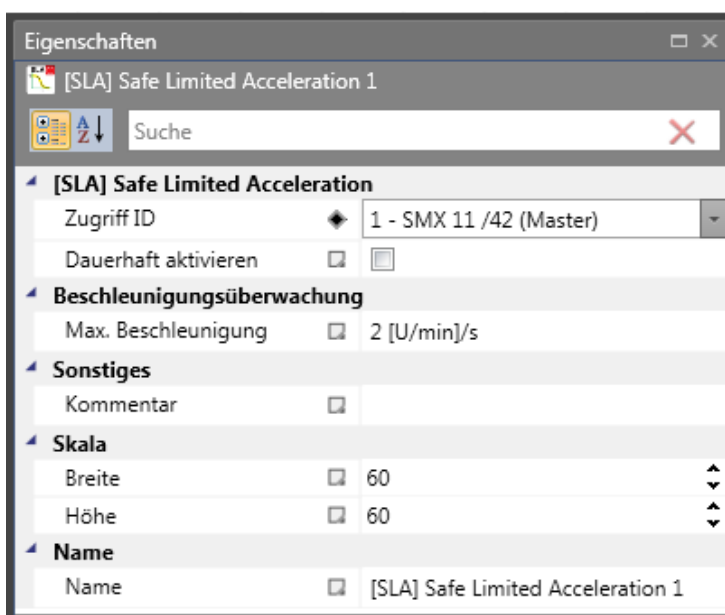 Eigenschaften
[SLA] Safe Limited Acceleration 1
A Z Suche
[SLA] Safe Limited Acceleration
Zugriff ID 1 - SMX 11 /42 (Master)
Dauerhaft aktivieren
Beschleunigungsüberwachung
Max. Beschleunigung 2 [U/min]/s
Sonstiges
Kommentar
Skala
Breite 60
Höhe 60
Name
Name [SLA] Safe Limited Acceleration 1